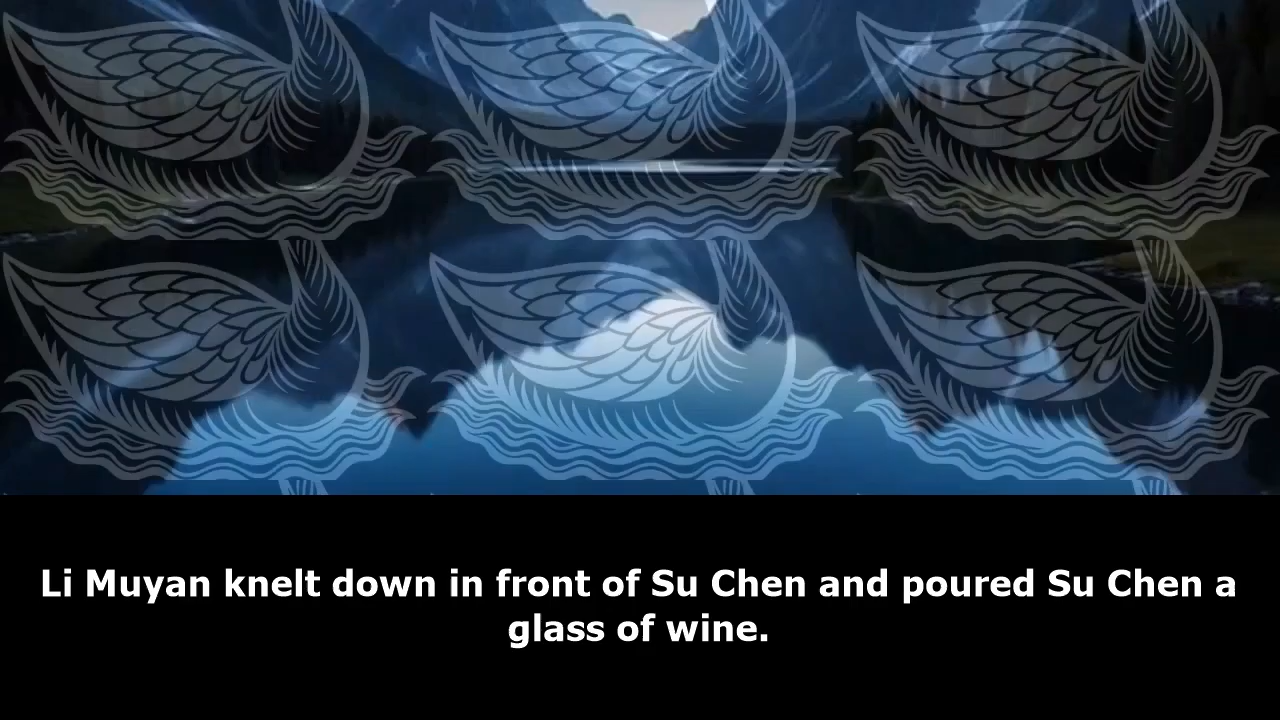 Li Muyan knelt down in front of Su Chen and poured Su Chen a
glass of wine.